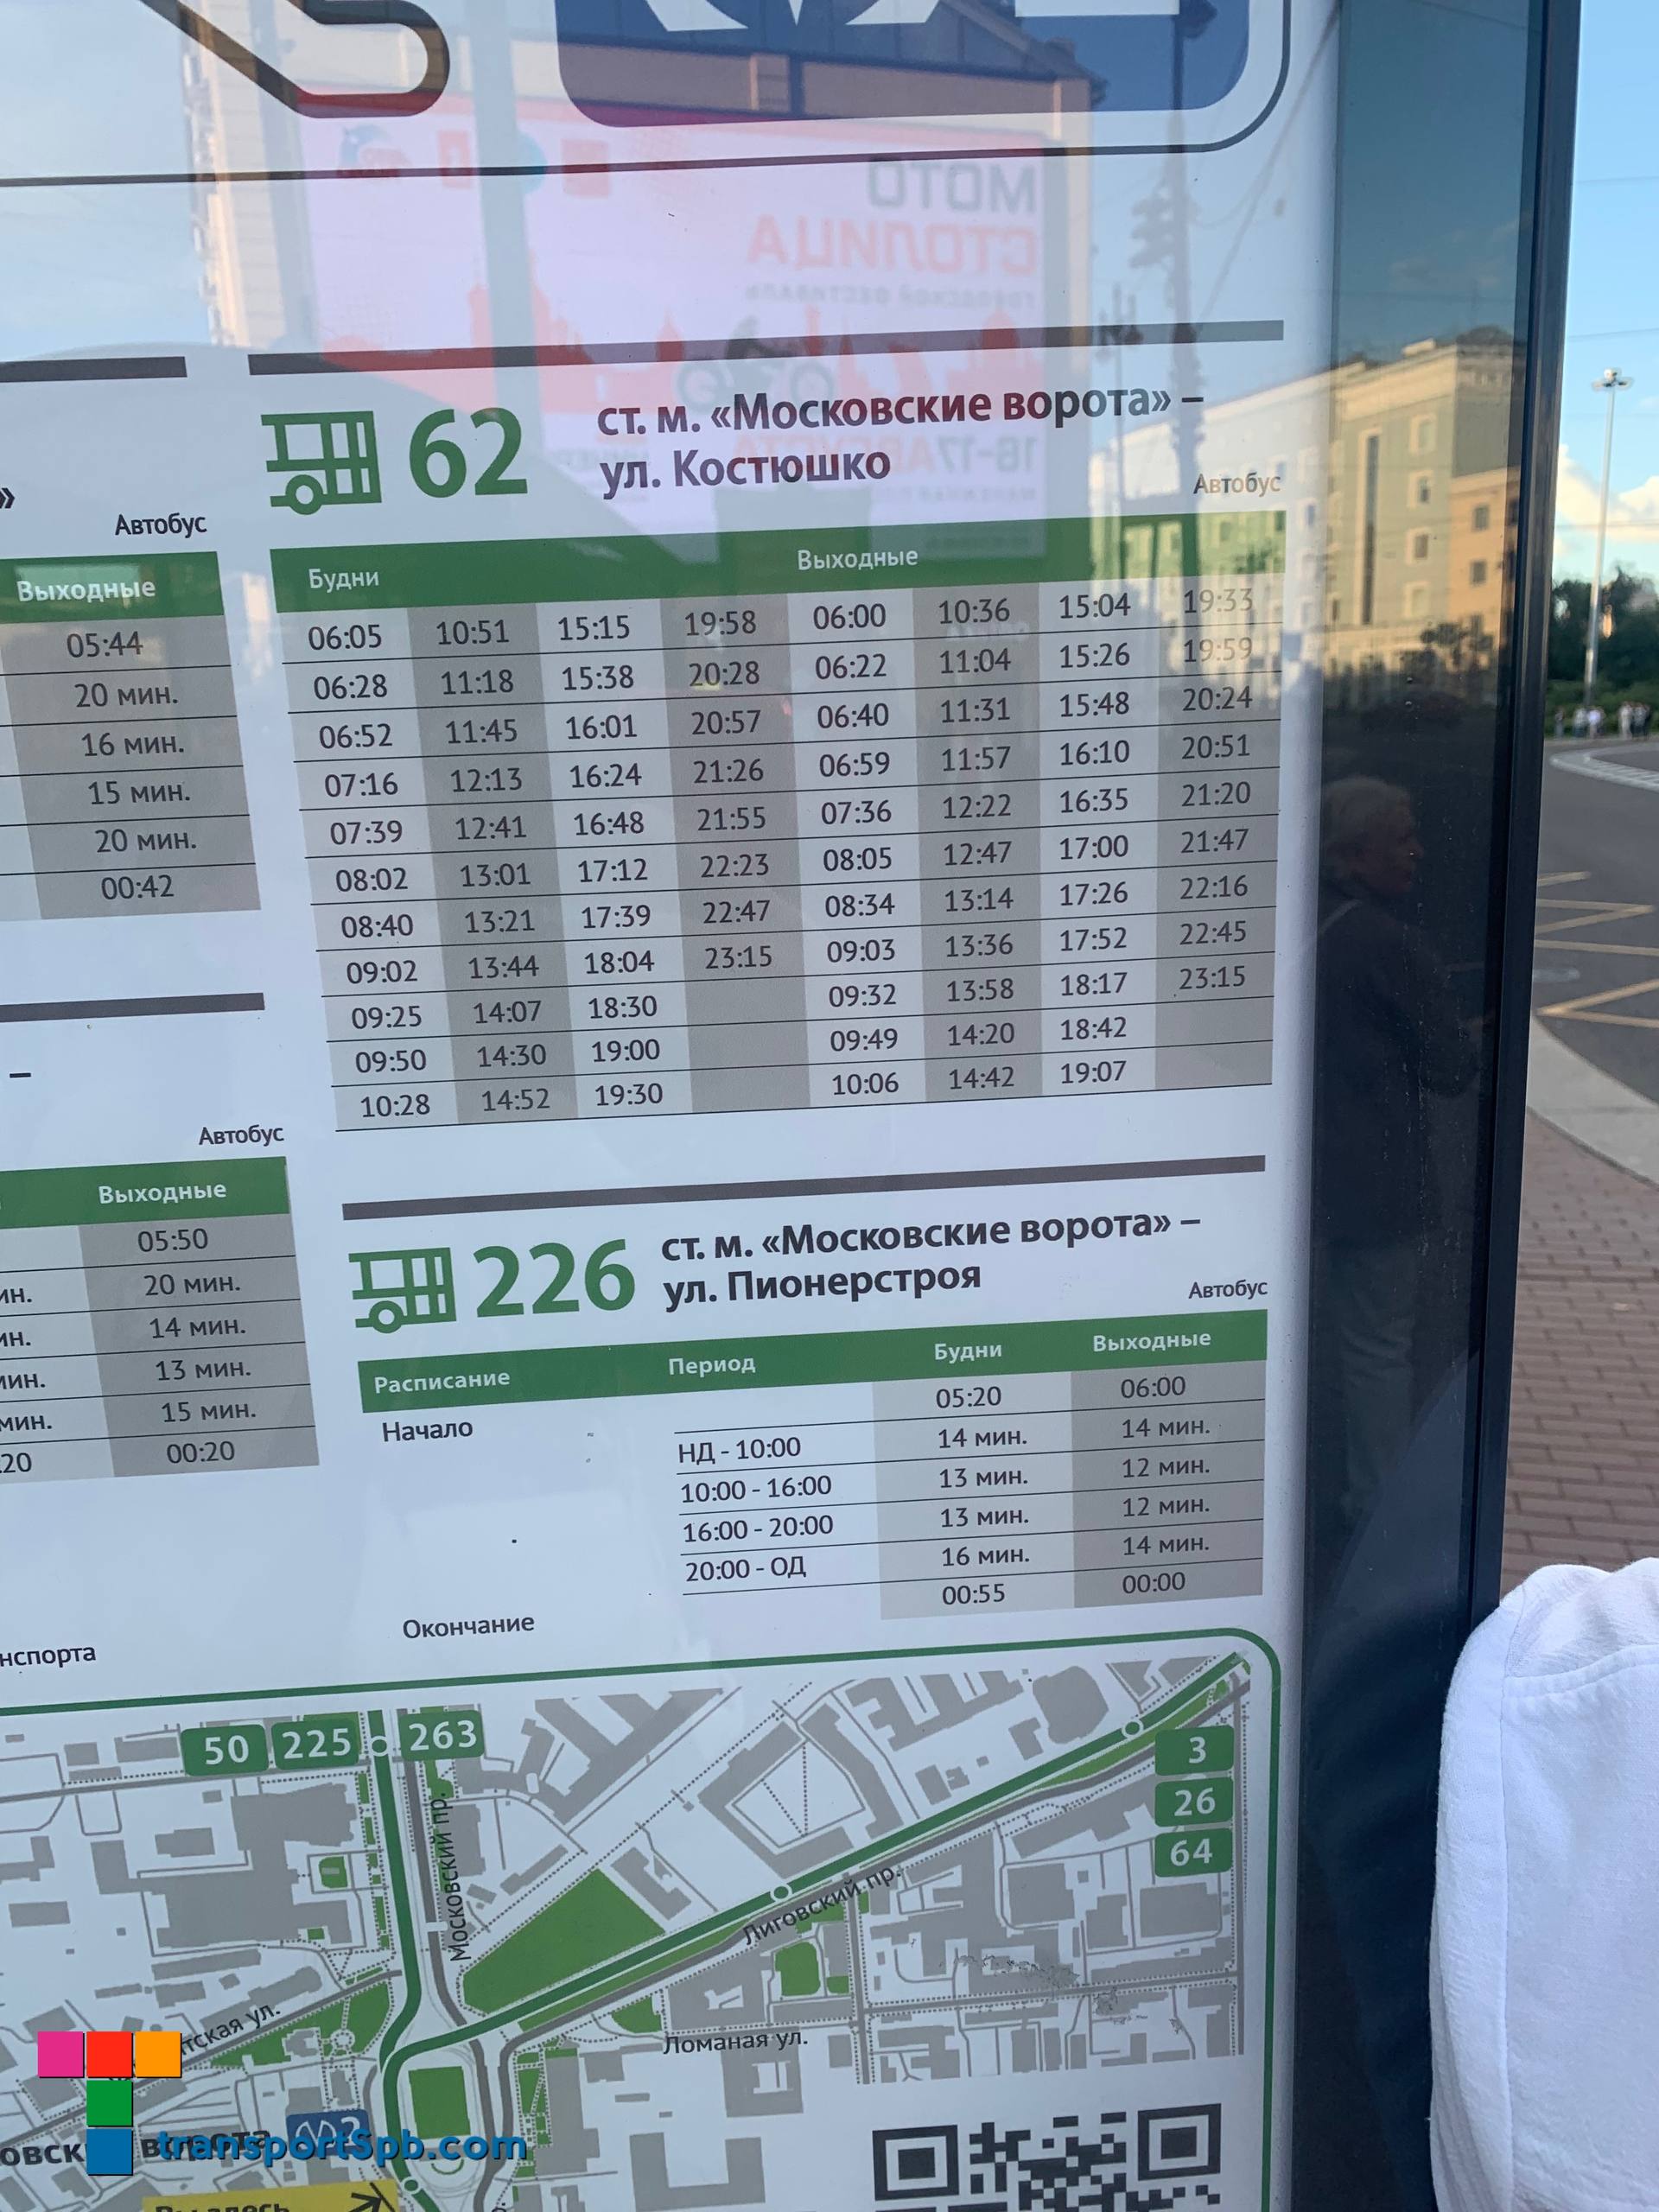 МОТО
СТОЛИЦА
ГОРОДСКОЙ ФЕСТИВАЛЬ
»
Автобус
Выходные
05:44
20 мин.
16 мин.
15 мин.
20 мин.
00:42
62 ст. м. «Московские ворота» –
ул. Костюшко
Автобус
Будни Выходные
06:05 10:51 15:15 19:58 06:00 10:36 15:04 19:33
06:28 11:18 15:38 20:28 06:22 11:04 15:26 19:59
06:52 11:45 16:01 20:57 06:40 11:31 15:48 20:24
07:16 12:13 16:24 21:26 06:59 11:57 16:10 20:51
07:39 12:41 16:48 21:55 07:36 12:22 16:35 21:20
08:02 13:01 17:12 22:23 08:05 12:47 17:00 21:47
08:40 13:21 17:39 22:47 08:34 13:14 17:26 22:16
09:02 13:44 18:04 23:15 09:03 13:36 17:52 22:45
09:25 14:07 18:30 09:32 13:58 18:17 23:15
09:50 14:30 19:00 09:49 14:20 18:42
10:28 14:52 19:30 10:06 14:42 19:07
–
Автобус
Выходные
05:50
ин. 20 мин.
ин. 14 мин.
мин. 13 мин.
мин. 15 мин.
20 00:20
нспорта
226 ст. м. «Московские ворота» –
ул. Пионерстроя
Автобус
Расписание Период Будни Выходные
Начало 05:20 06:00
НД - 10:00 14 мин. 14 мин.
10:00 - 16:00 13 мин. 12 мин.
16:00 - 20:00 13 мин. 12 мин.
20:00 - ОД 16 мин. 14 мин.
Окончание 00:55 00:00
50 225 263
3
26
64
Московский пр.
Лиговский пр.
тская ул.
Ломаная ул.
2
transportSpb.com